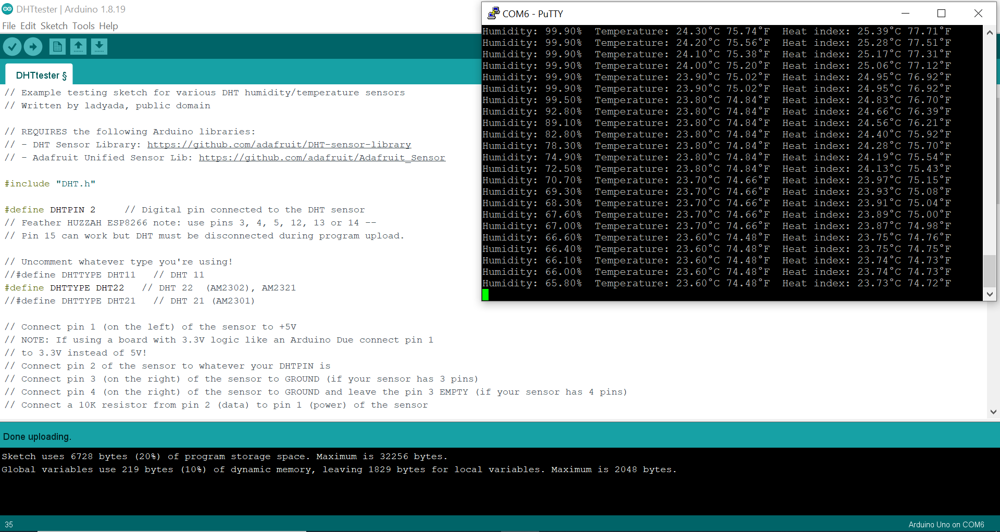 DHTtester | Arduino 1.8.19
File Edit Sketch Tools Help
DHTtester §
// Example testing sketch for various DHT humidity/temperature sensors
// Written by ladyada, public domain
// REQUIRES the following Arduino libraries:
// - DHT Sensor Library: https://github.com/adafruit/DHT-sensor-library
// - Adafruit Unified Sensor Lib: https://github.com/adafruit/Adafruit_Sensor
#include "DHT.h"
#define DHTPIN 2     // Digital pin connected to the DHT sensor
// Feather HUZZAH ESP8266 note: use pins 3, 4, 5, 12, 13 or 14 --
// Pin 15 can work but DHT must be disconnected during program upload.
// Uncomment whatever type you're using!
//#define DHTTYPE DHT11   // DHT 11
#define DHTTYPE DHT22   // DHT 22  (AM2302), AM2321
//#define DHTTYPE DHT21   // DHT 21 (AM2301)
// Connect pin 1 (on the left) of the sensor to +5V
// NOTE: If using a board with 3.3V logic like an Arduino Due connect pin 1
// to 3.3V instead of 5V!
// Connect pin 2 of the sensor to whatever your DHTPIN is
// Connect pin 3 (on the right) of the sensor to GROUND (if your sensor has 3 pins)
// Connect pin 4 (on the right) of the sensor to GROUND and leave the pin 3 EMPTY (if your sensor has 4 pins)
// Connect a 10K resistor from pin 2 (data) to pin 1 (power) of the sensor
COM6 - PuTTY
Humidity: 99.90%  Temperature: 24.30°C 75.74°F  Heat index: 25.39°C 77.71°F
Humidity: 99.90%  Temperature: 24.20°C 75.56°F  Heat index: 25.28°C 77.51°F
Humidity: 99.90%  Temperature: 24.10°C 75.38°F  Heat index: 25.17°C 77.31°F
Humidity: 99.90%  Temperature: 24.00°C 75.20°F  Heat index: 25.06°C 77.12°F
Humidity: 99.90%  Temperature: 23.90°C 75.02°F  Heat index: 24.95°C 76.92°F
Humidity: 99.90%  Temperature: 23.90°C 75.02°F  Heat index: 24.95°C 76.92°F
Humidity: 99.50%  Temperature: 23.80°C 74.84°F  Heat index: 24.83°C 76.70°F
Humidity: 92.80%  Temperature: 23.80°C 74.84°F  Heat index: 24.66°C 76.39°F
Humidity: 89.10%  Temperature: 23.80°C 74.84°F  Heat index: 24.56°C 76.21°F
Humidity: 82.80%  Temperature: 23.80°C 74.84°F  Heat index: 24.40°C 75.92°F
Humidity: 78.30%  Temperature: 23.80°C 74.84°F  Heat index: 24.28°C 75.70°F
Humidity: 74.90%  Temperature: 23.80°C 74.84°F  Heat index: 24.19°C 75.54°F
Humidity: 72.50%  Temperature: 23.80°C 74.84°F  Heat index: 24.13°C 75.43°F
Humidity: 70.70%  Temperature: 23.70°C 74.66°F  Heat index: 23.97°C 75.15°F
Humidity: 69.30%  Temperature: 23.70°C 74.66°F  Heat index: 23.93°C 75.08°F
Humidity: 68.30%  Temperature: 23.70°C 74.66°F  Heat index: 23.91°C 75.04°F
Humidity: 67.60%  Temperature: 23.70°C 74.66°F  Heat index: 23.89°C 75.00°F
Humidity: 67.00%  Temperature: 23.70°C 74.66°F  Heat index: 23.87°C 74.98°F
Humidity: 66.60%  Temperature: 23.60°C 74.48°F  Heat index: 23.75°C 74.76°F
Humidity: 66.40%  Temperature: 23.60°C 74.48°F  Heat index: 23.75°C 74.75°F
Humidity: 66.10%  Temperature: 23.60°C 74.48°F  Heat index: 23.74°C 74.73°F
Humidity: 66.00%  Temperature: 23.60°C 74.48°F  Heat index: 23.74°C 74.73°F
Humidity: 65.80%  Temperature: 23.60°C 74.48°F  Heat index: 23.73°C 74.72°F
Done uploading.
Sketch uses 6728 bytes (20%) of program storage space. Maximum is 32256 bytes.
Global variables use 219 bytes (10%) of dynamic memory, leaving 1829 bytes for local variables. Maximum is 2048 bytes.
35
Arduino Uno on COM6